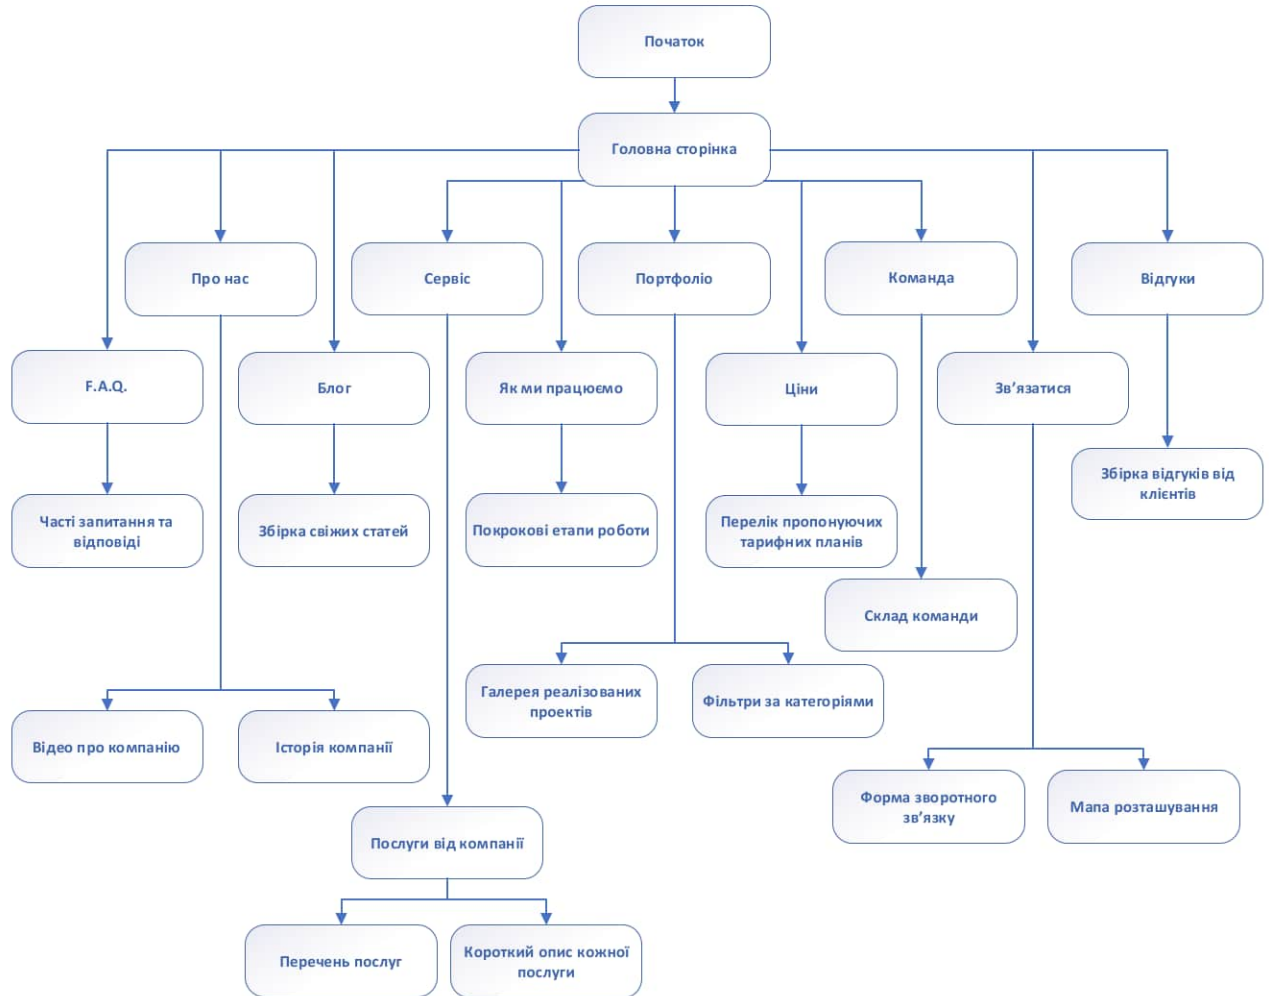 Початок
Головна сторінка
Про нас
Сервіс
Портфоліо
Команда
Відгуки
F.A.Q.
Блог
Як ми працюємо
Ціни
Зв’язатися
Збірка відгуків від
клієнтів
Часті запитання та
відповіді
Збірка свіжих статей
Покрокові етапи роботи
Перелік пропонуючих
тарифних планів
Склад команди
Галерея реалізованих
проектів
Фільтри за категоріями
Відео про компанію
Історія компанії
Форма зворотного
зв’язку
Мапа розташування
Послуги від компанії
Перечень послуг
Короткий опис кожної
послуги